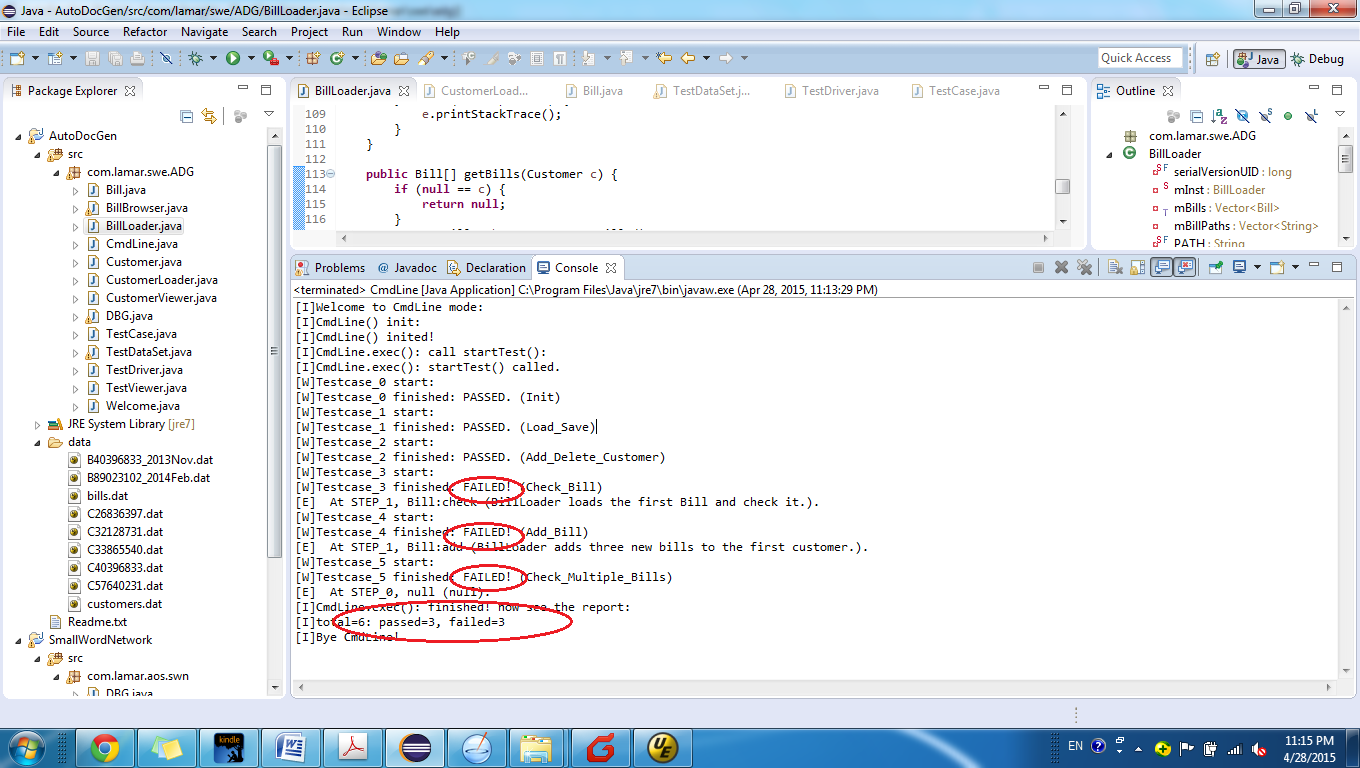 Java - AutoDocGen/src/com/lamar/swe/ADG/BillLoader.java - Eclipse
File Edit Source Refactor Navigate Search Project Run Window Help
Quick Access
Java
Debug
Package Explorer
AutoDocGen
src
com.lamar.swe.ADG
Bill.java
BillBrowser.java
BillLoader.java
CmdLine.java
Customer.java
CustomerLoader.java
CustomerViewer.java
DBG.java
TestCase.java
TestDataSet.java
TestDriver.java
TestViewer.java
Welcome.java
JRE System Library [jre7]
data
B40396833_2013Nov.dat
B89023102_2014Feb.dat
bills.dat
C26836397.dat
C32128731.dat
C33865540.dat
C40396833.dat
C57640231.dat
customers.dat
Readme.txt
SmallWordNetwork
src
com.lamar.aos.swn
DBG.java
BillLoader.java CustomerLoad... Bill.java TestDataSet.j... TestDriver.java TestCase.java
109 e.printStackTrace();
110 }
111 }
112
113 public Bill[] getBills(Customer c) {
114 if (null == c) {
115 return null;
116 }
Outline
com.lamar.swe.ADG
BillLoader
serialVersionUID : long
mInst : BillLoader
mBills : Vector<Bill>
mBillPaths : Vector<String>
PATH : String
Problems @ Javadoc Declaration Console
<terminated> CmdLine [Java Application] C:\Program Files\Java\jre7\bin\javaw.exe (Apr 28, 2015, 11:13:29 PM)
[I]Welcome to CmdLine mode:
[I]CmdLine() init:
[I]CmdLine() inited!
[I]CmdLine.exec(): call startTest():
[I]CmdLine.exec(): startTest() called.
[W]Testcase_0 start:
[W]Testcase_0 finished: PASSED. (Init)
[W]Testcase_1 start:
[W]Testcase_1 finished: PASSED. (Load_Save)
[W]Testcase_2 start:
[W]Testcase_2 finished: PASSED. (Add_Delete_Customer)
[W]Testcase_3 start:
[W]Testcase_3 finished: FAILED! (Check_Bill)
[E] At STEP_1, Bill:check (BillLoader loads the first Bill and check it.).
[W]Testcase_4 start:
[W]Testcase_4 finished: FAILED! (Add_Bill)
[E] At STEP_1, Bill:add (BillLoader adds three new bills to the first customer.).
[W]Testcase_5 start:
[W]Testcase_5 finished: FAILED! (Check_Multiple_Bills)
[E] At STEP_0, null (null).
[I]CmdLine.exec(): finished! now see the report:
[I]total=6: passed=3, failed=3
[I]Bye CmdLine!
kindle
EN
11:15 PM
4/28/2015